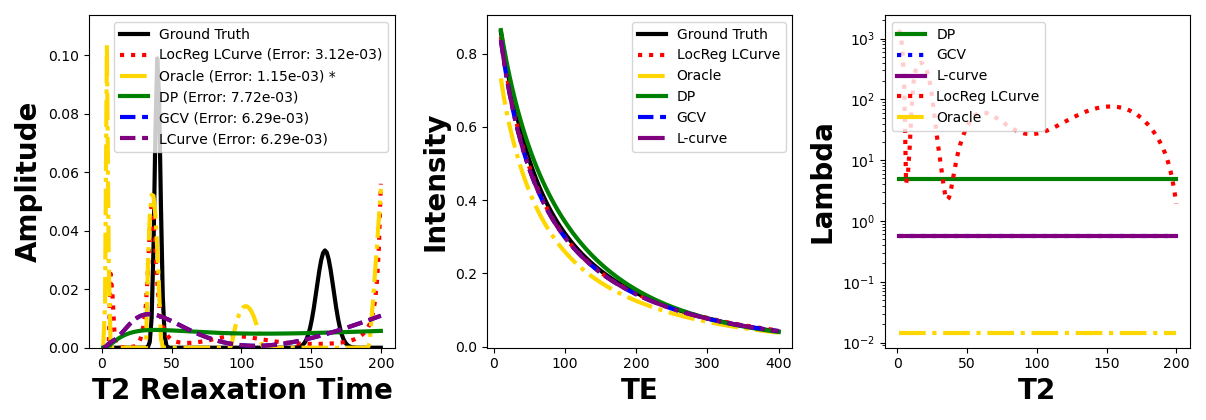 Amplitude
0.10
0.08
0.06
0.04
0.02
0.00
Ground Truth
LocReg LCurve (Error: 3.12e-03)
Oracle (Error: 1.15e-03) *
DP (Error: 7.72e-03)
GCV (Error: 6.29e-03)
LCurve (Error: 6.29e-03)
0 50 100 150 200
T2 Relaxation Time
Intensity
0.8
0.6
0.4
0.2
0.0
Ground Truth
LocReg LCurve
Oracle
DP
GCV
L-curve
0 100 200 300 400
TE
Lambda
10³
10²
10¹
10⁰
10⁻¹
10⁻²
DP
GCV
L-curve
LocReg LCurve
Oracle
0 50 100 150 200
T2